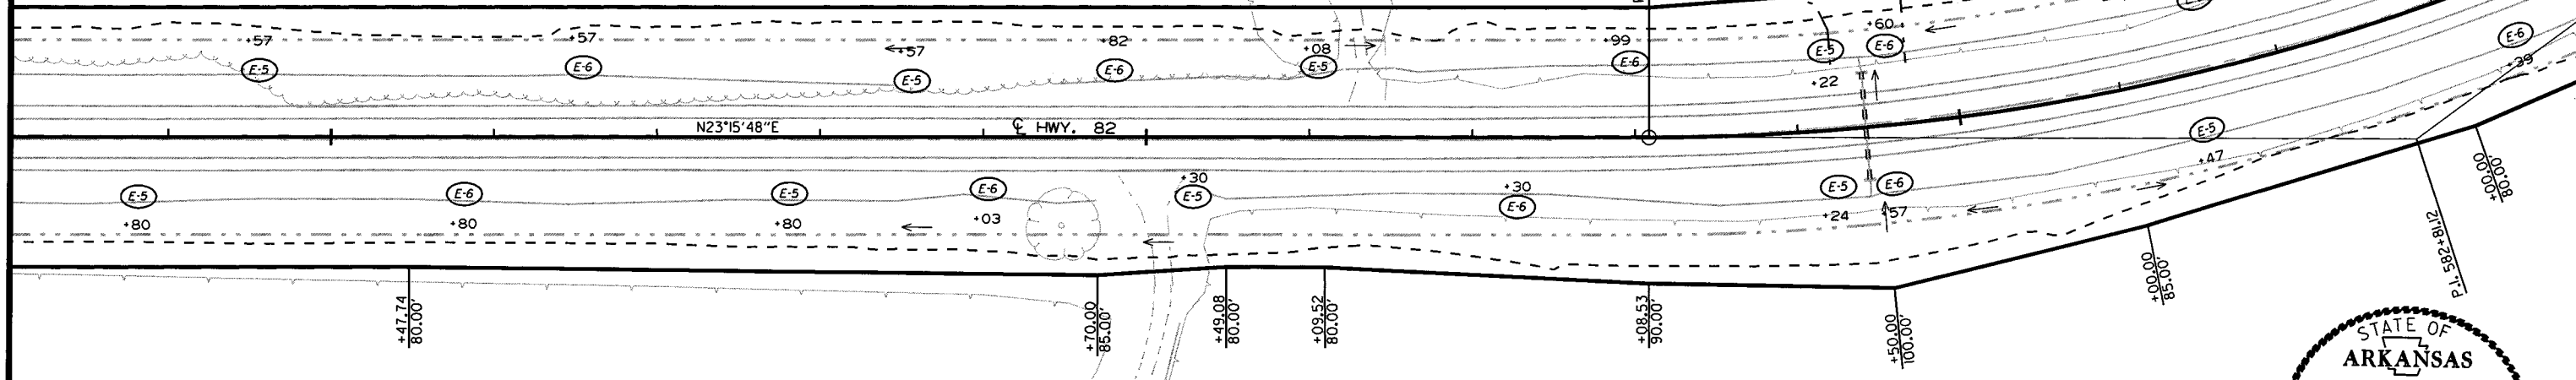 +57
+57
+57
+82
+08
+99
+60
+39
E-5
E-6
E-5
E-6
E-5
E-6
E-5
E-6
E-6
+22
N23°15'48"E
℄ HWY. 82
E-5
E-5
E-6
E-5
E-6
+30
E-5
+30
E-6
E-5
E-6
+47
+80
+80
+80
+03
+24
+57
+47.74
80.00'
+70.00
85.00'
+49.08
80.00'
+09.52
80.00'
+08.53
90.00'
+50.00
100.00'
+00.00
85.00'
P.I. 582+81.12
+00.00
80.00'
STATE OF
ARKANSAS